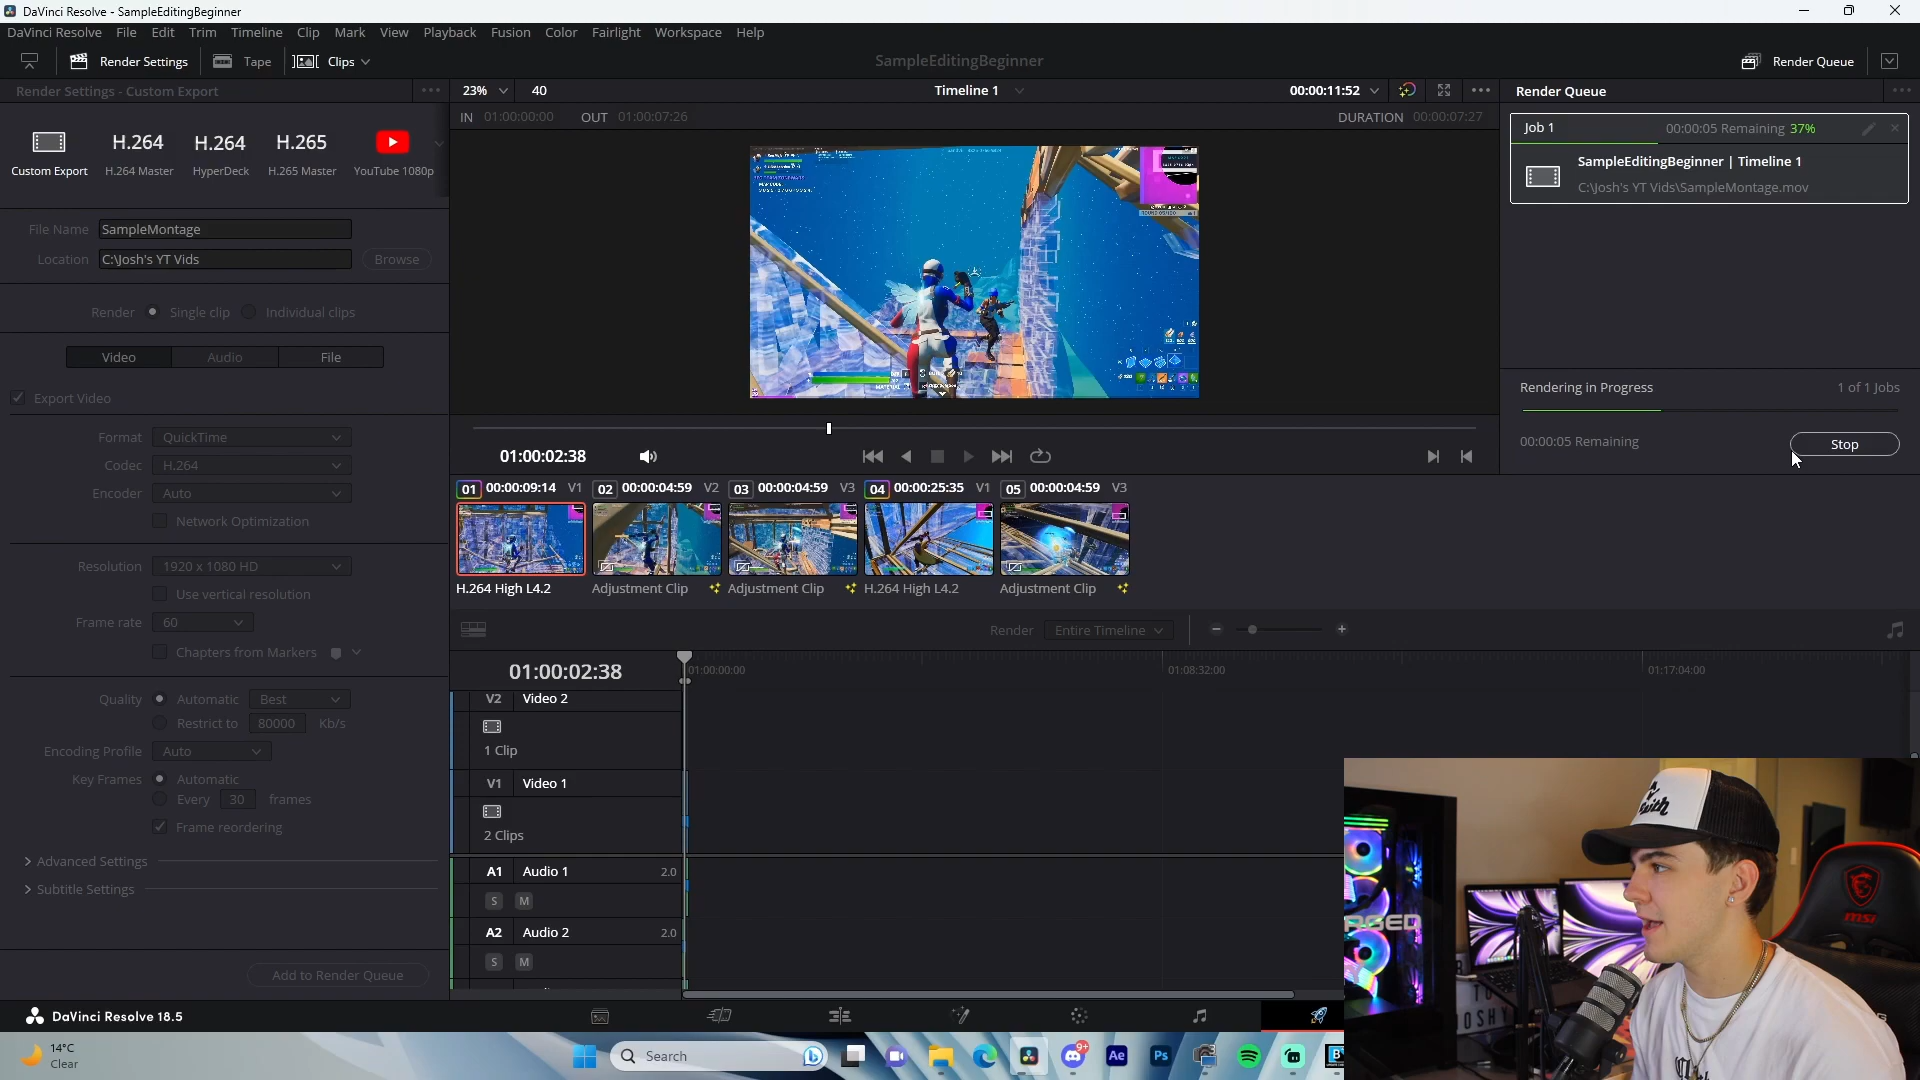 DaVinci Resolve - SampleEditingBeginner
DaVinci Resolve File Edit Trim Timeline Clip Mark View Playback Fusion Color Fairlight Workspace Help
Render Settings Tape Clips SampleEditingBeginner Render Queue
Render Settings - Custom Export
23% 40 Timeline 1 00:00:11:52
Render Queue
IN 01:00:00:00 OUT 01:00:07:26 DURATION 00:00:07:27
H.264 H.264 H.265
Custom Export H.264 Master HyperDeck H.265 Master YouTube 1080p
Job 1 00:00:05 Remaining 37%
SampleEditingBeginner | Timeline 1
C:\Josh's YT Vids\SampleMontage.mov
File Name SampleMontage
Location C:\Josh's YT Vids Browse
Render Single clip Individual clips
Video Audio File
Export Video
Format QuickTime
Codec H.264
Encoder Auto
Network Optimization
Resolution 1920 x 1080 HD
Use vertical resolution
Frame rate 60
Chapters from Markers
Quality Automatic Best
Restrict to 80000 Kb/s
Encoding Profile Auto
Key Frames Automatic
Every 30 frames
Frame reordering
Advanced Settings
Subtitle Settings
Add to Render Queue
Rendering in Progress 1 of 1 Jobs
00:00:05 Remaining Stop
01:00:02:38
01 00:00:09:14 V1 02 00:00:04:59 V2 03 00:00:04:59 V3 04 00:00:25:35 V1 05 00:00:04:59 V3
H.264 High L4.2 Adjustment Clip Adjustment Clip H.264 High L4.2 Adjustment Clip
Render Entire Timeline
01:00:02:38 01:00:00:00 01:08:32:00 01:17:04:00
V2 Video 2
1 Clip
V1 Video 1
2 Clips
A1 Audio 1 2.0
S M
A2 Audio 2 2.0
S M
DaVinci Resolve 18.5
14°C
Clear
Search
9+
Ae
Ps
msi